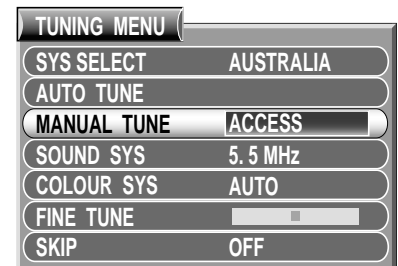 TUNING MENU
SYS SELECT AUSTRALIA
AUTO TUNE
MANUAL TUNE ACCESS
SOUND SYS 5.5 MHz
COLOUR SYS AUTO
FINE TUNE
SKIP OFF